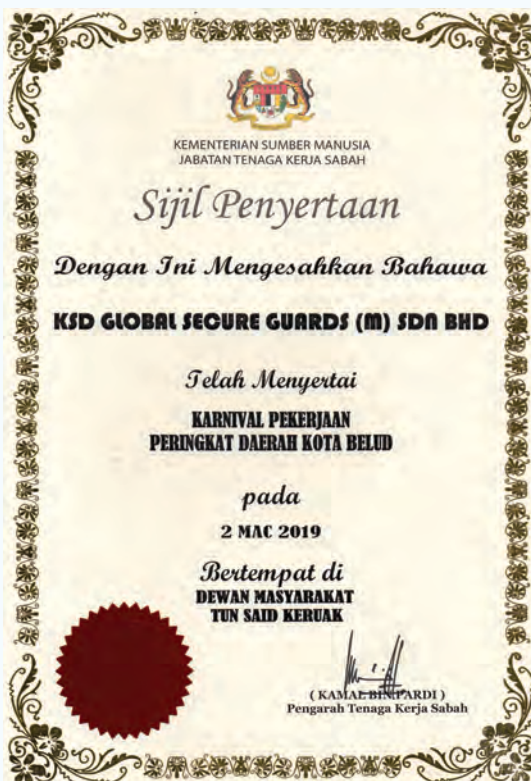 KEMENTERIAN SUMBER MANUSIA
JABATAN TENAGA KERJA SABAH
Sijil Penyertaan
Dengan Ini Mengesahkan Bahawa
KSD GLOBAL SECURE GUARDS (M) SDN BHD
Telah Menyertai
KARNIVAL PEKERJAAN
PERINGKAT DAERAH KOTA BELUD
pada
2 MAC 2019
Bertempat di
DEWAN MASYARAKAT
TUN SAID KERUAK
( KAMAL BIN PARDI )
Pengarah Tenaga Kerja Sabah